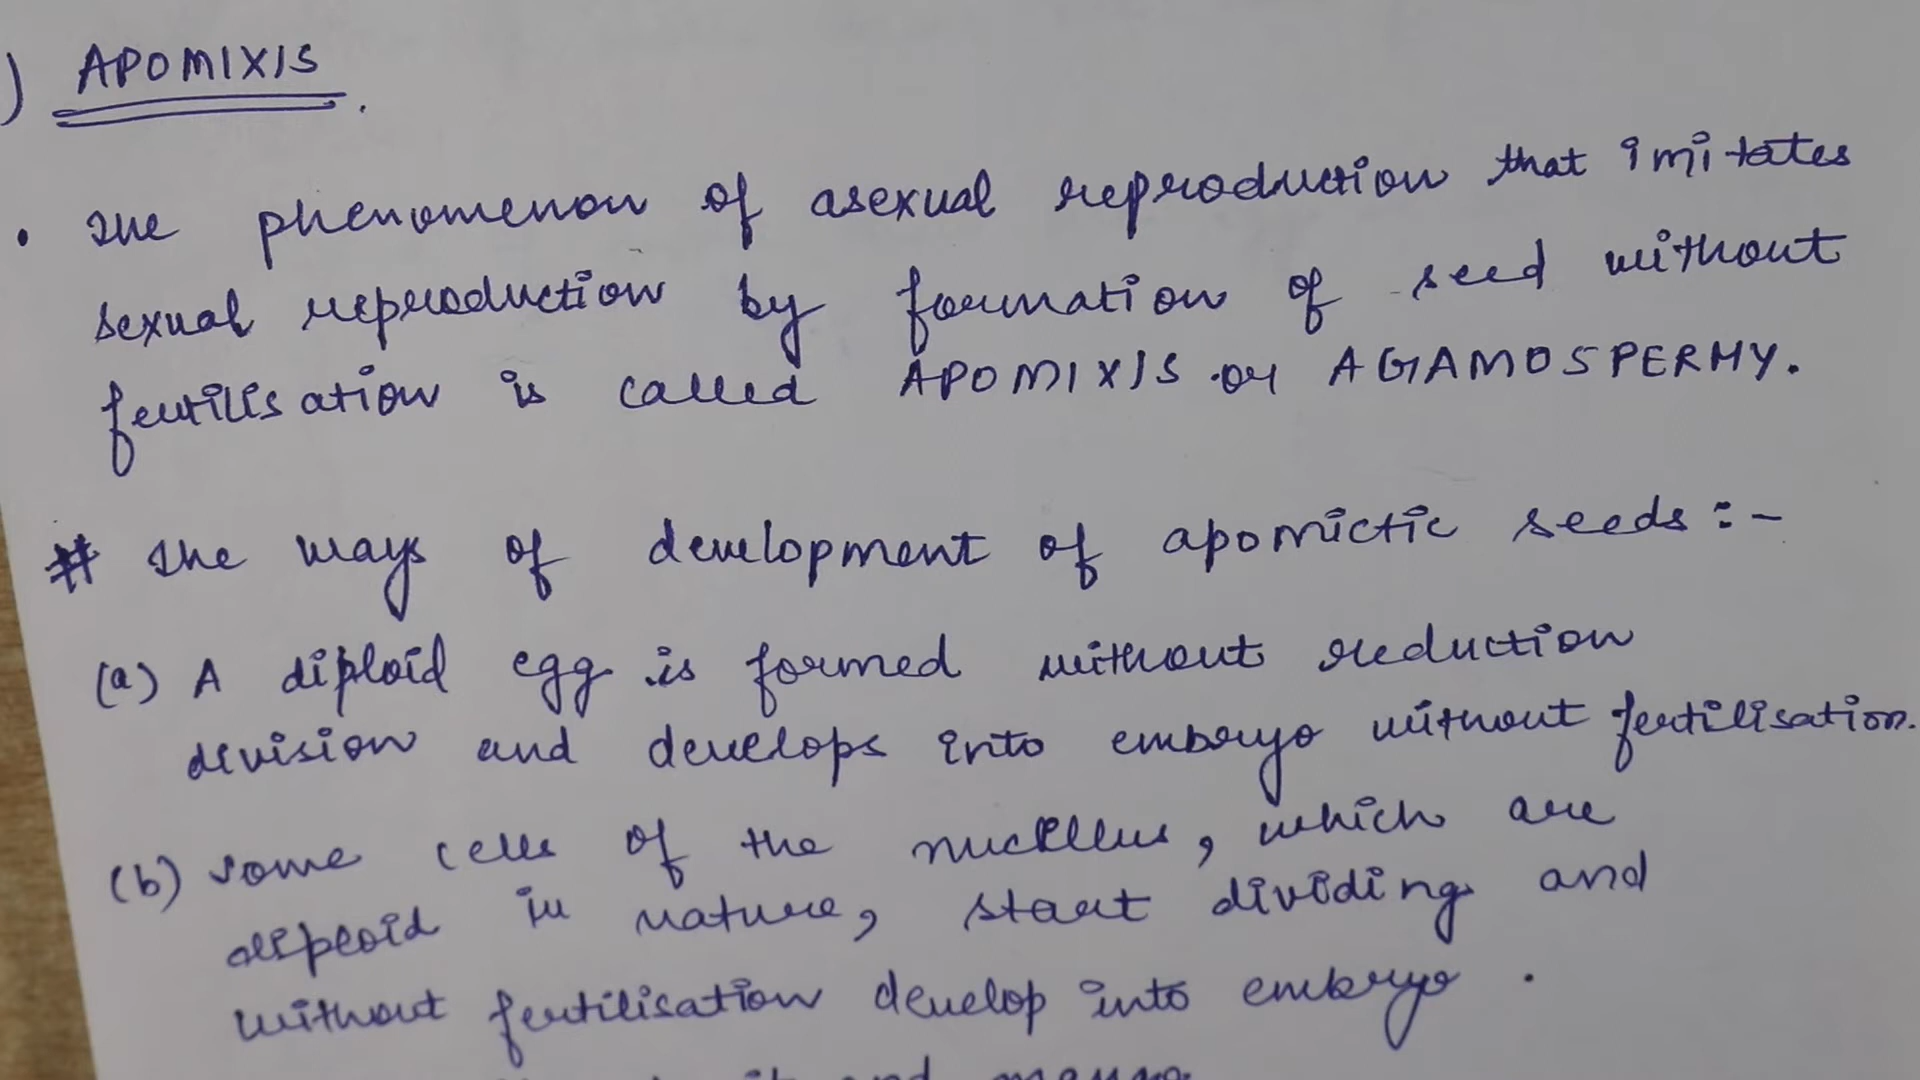 ) APOMIXIS.
• The phenomenon of asexual reproduction that imitates
sexual reproduction by formation of seed without
fertilisation is called APOMIXIS or AGAMOSPERMY.
# The ways of development of apomictic seeds :-
(a) A diploid egg is formed without reduction
division and develops into embryo without fertilisation.
(b) Some cells of the nucellus, which are
diploid in nature, start dividing and
without fertilisation develop into embryo.
and mango